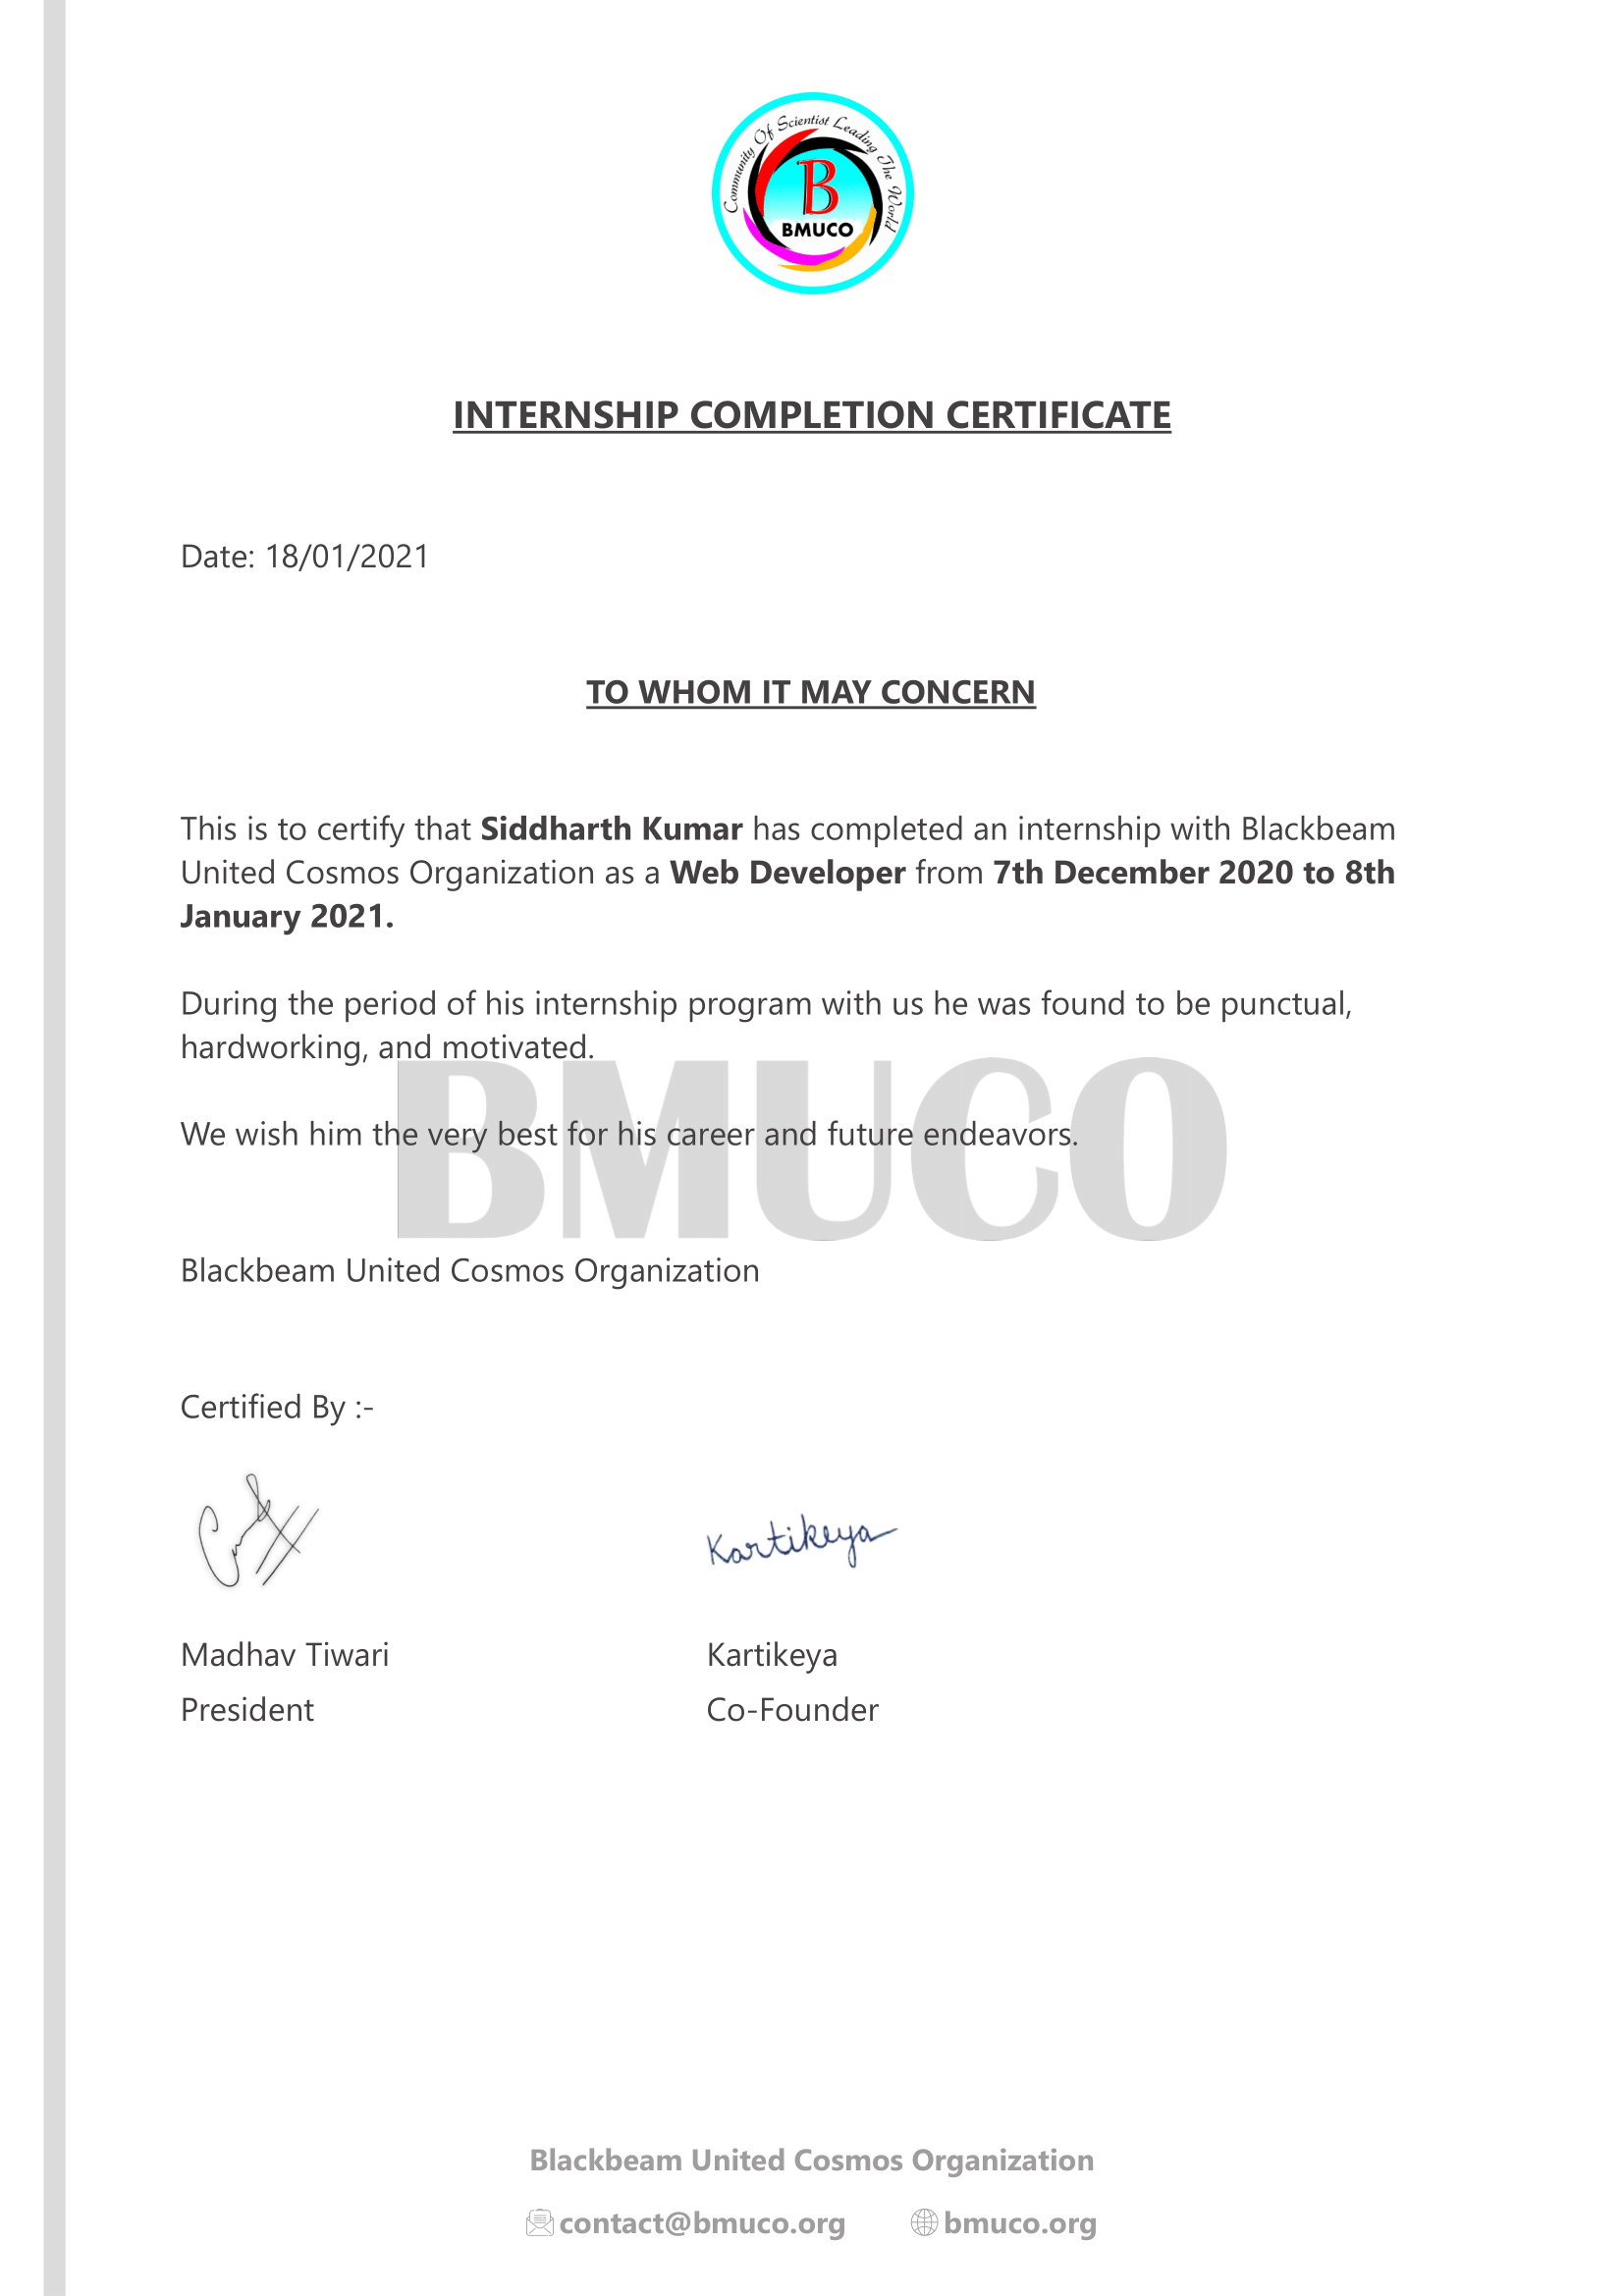 Community Of Scientist Leading The World
B
BMUCO
INTERNSHIP COMPLETION CERTIFICATE
Date: 18/01/2021
TO WHOM IT MAY CONCERN
This is to certify that Siddharth Kumar has completed an internship with Blackbeam
United Cosmos Organization as a Web Developer from 7th December 2020 to 8th
January 2021.
During the period of his internship program with us he was found to be punctual,
hardworking, and motivated.
BMUCO
We wish him the very best for his career and future endeavors.
Blackbeam United Cosmos Organization
Certified By :-
Kartikeya
Madhav Tiwari Kartikeya
President Co-Founder
Blackbeam United Cosmos Organization
contact@bmuco.org bmuco.org